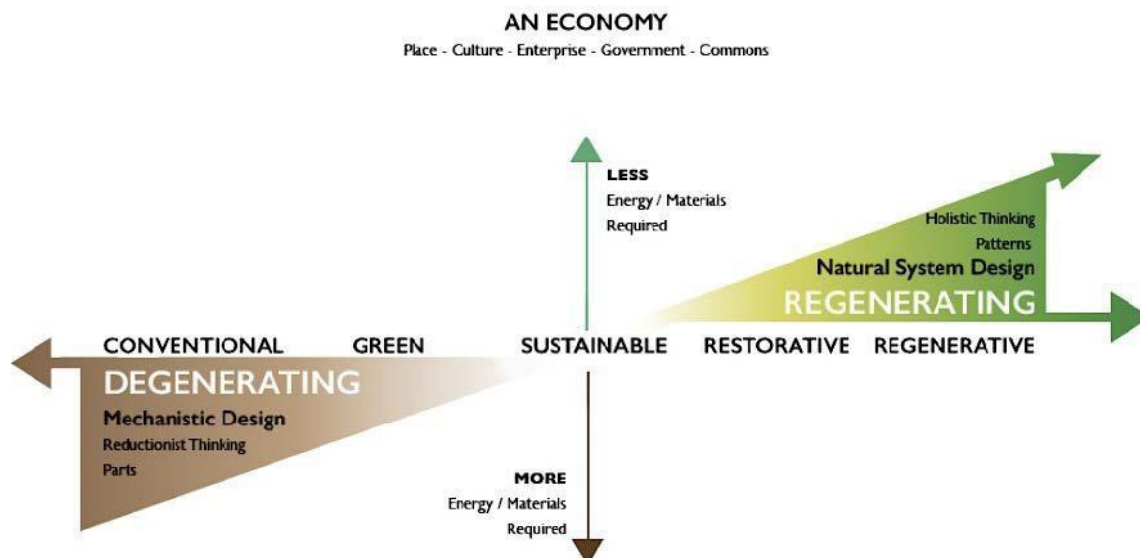 AN ECONOMY
Place - Culture - Enterprise - Government - Commons
LESS
Energy / Materials
Required
Holistic Thinking
Patterns
Natural System Design
REGENERATING
CONVENTIONAL GREEN SUSTAINABLE RESTORATIVE REGENERATIVE
DEGENERATING
Mechanistic Design
Reductionist Thinking
Parts
MORE
Energy / Materials
Required